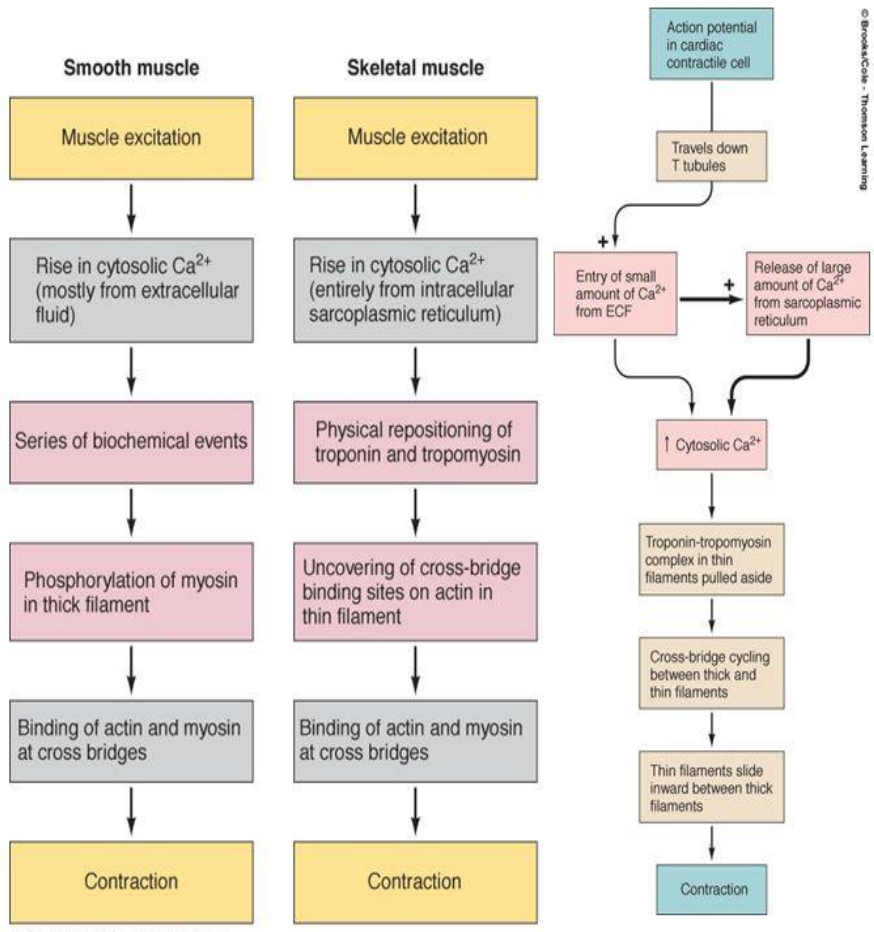 Smooth muscle
Muscle excitation
Rise in cytosolic Ca²⁺
(mostly from extracellular
fluid)
Series of biochemical events
Phosphorylation of myosin
in thick filament
Binding of actin and myosin
at cross bridges
Contraction
Skeletal muscle
Muscle excitation
Rise in cytosolic Ca²⁺
(entirely from intracellular
sarcoplasmic reticulum)
Physical repositioning of
troponin and tropomyosin
Uncovering of cross-bridge
binding sites on actin in
thin filament
Binding of actin and myosin
at cross bridges
Contraction
Action potential
in cardiac
contractile cell
Travels down
T tubules
+
Entry of small
amount of Ca²⁺
from ECF
+
Release of large
amount of Ca²⁺
from sarcoplasmic
reticulum
↑ Cytosolic Ca²⁺
Troponin-tropomyosin
complex in thin
filaments pulled aside
Cross-bridge cycling
between thick and
thin filaments
Thin filaments slide
inward between thick
filaments
Contraction
© Brooks/Cole - Thomson Learning